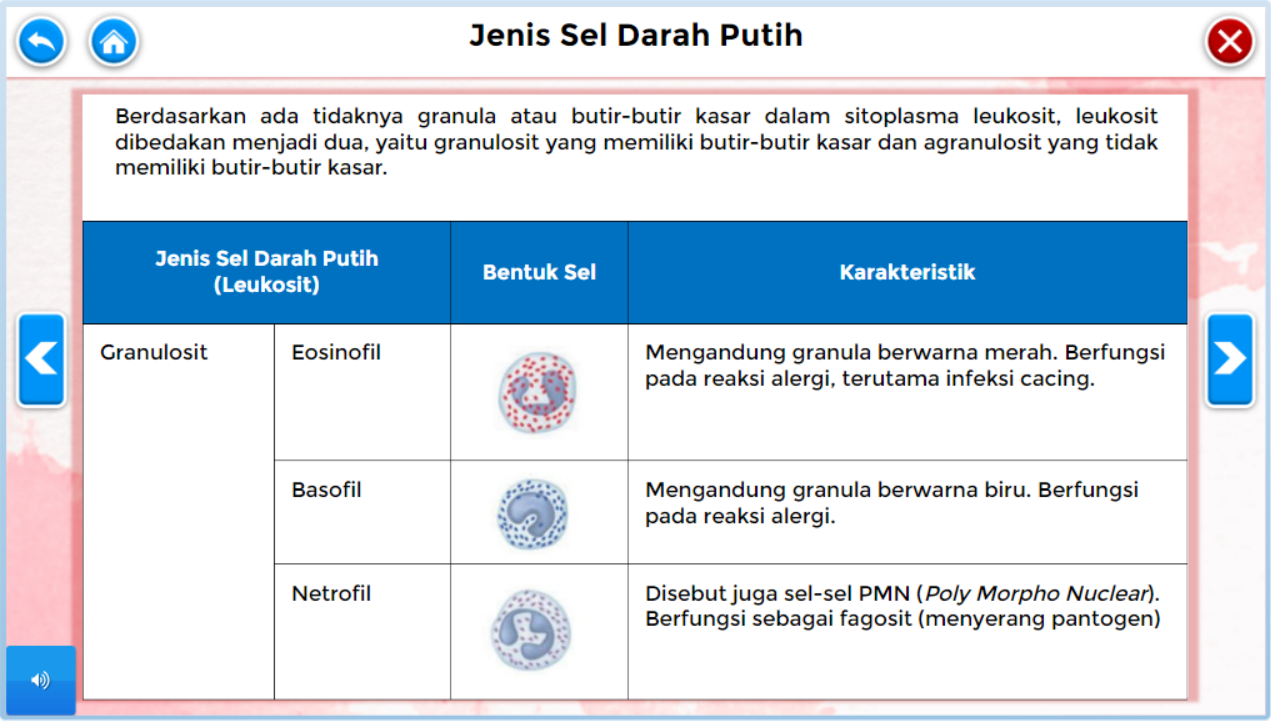 Jenis Sel Darah Putih
Berdasarkan ada tidaknya granula atau butir-butir kasar dalam sitoplasma leukosit, leukosit
dibedakan menjadi dua, yaitu granulosit yang memiliki butir-butir kasar dan agranulosit yang tidak
memiliki butir-butir kasar.
Jenis Sel Darah Putih
(Leukosit)
Bentuk Sel
Karakteristik
Granulosit
Eosinofil
Mengandung granula berwarna merah. Berfungsi
pada reaksi alergi, terutama infeksi cacing.
Basofil
Mengandung granula berwarna biru. Berfungsi
pada reaksi alergi.
Netrofil
Disebut juga sel-sel PMN (Poly Morpho Nuclear).
Berfungsi sebagai fagosit (menyerang pantogen)